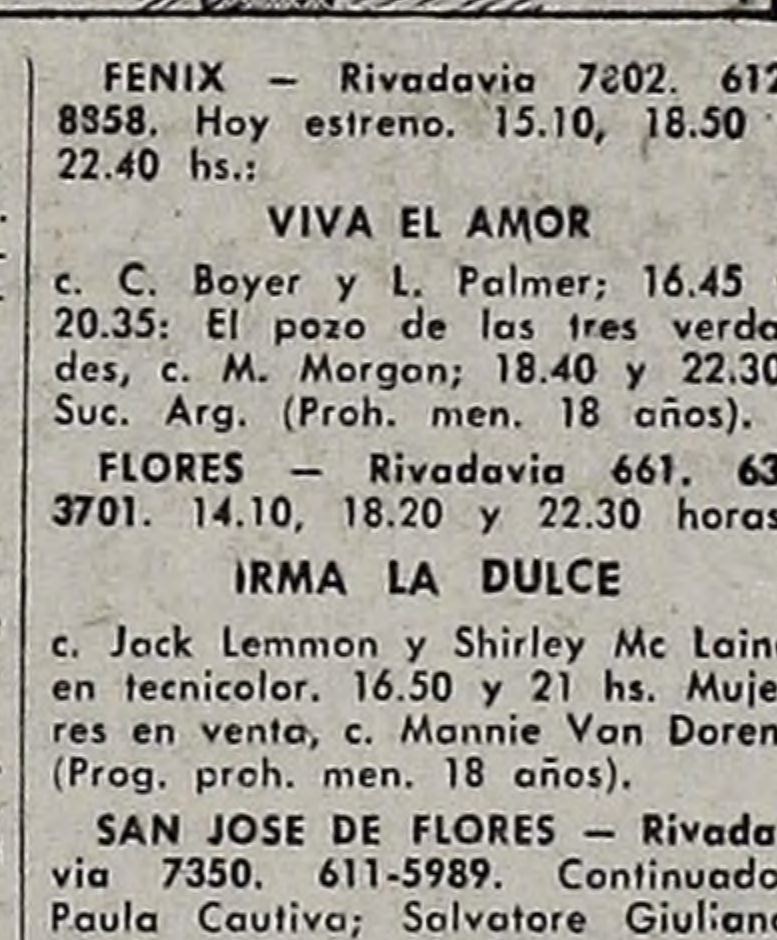 FENIX — Rivadavia 7802. 612
8858. Hoy estreno. 15.10, 18.50
22.40 hs.:
VIVA EL AMOR
c. C. Boyer y L. Palmer; 16.45
20.35: El pozo de las tres verda
des, c. M. Morgan; 18.40 y 22.30
Suc. Arg. (Proh. men. 18 años).
FLORES — Rivadavia 661. 63
3701. 14.10, 18.20 y 22.30 horas
IRMA LA DULCE
c. Jack Lemmon y Shirley Mc Laine
en tecnicolor. 16.50 y 21 hs. Muje
res en venta, c. Mannie Van Doren
(Prog. proh. men. 18 años).
SAN JOSE DE FLORES — Rivada
via 7350. 611-5989. Continuado
Paula Cautiva; Salvatore Giuliano